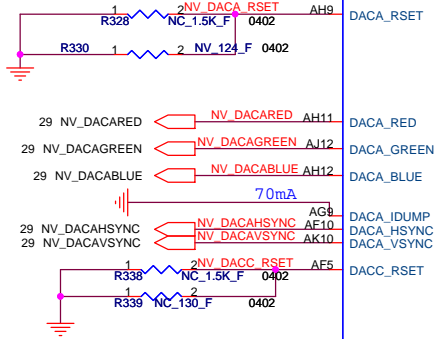 1 2 NV_DACA_RSET AH9 DACA_RSET
R328 NC_1.5K_F 0402
R330 1 2 NV_124_F 0402
29 NV_DACARED NV_DACARED AH11 DACA_RED
29 NV_DACAGREEN NV_DACAGREEN AJ12 DACA_GREEN
29 NV_DACABLUE NV_DACABLUE AH12 DACA_BLUE
70mA
AG9 DACA_IDUMP
29 NV_DACAHSYNC NV_DACAHSYNC AF10 DACA_HSYNC
29 NV_DACAVSYNC NV_DACAVSYNC AK10 DACA_VSYNC
1 2 NV_DACC_RSET AF5 DACC_RSET
R338 NC_1.5K_F 0402
1 2
R339 NC_130_F 0402